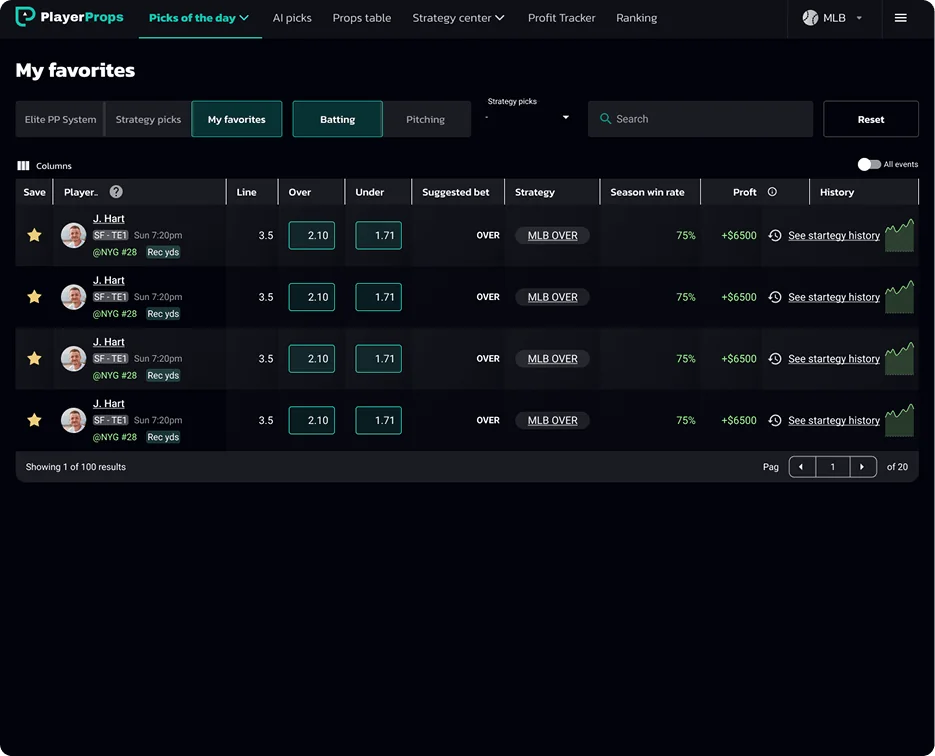 PlayerProps Picks of the day AI picks Props table Strategy center Profit Tracker Ranking MLB
My favorites
Strategy picks
Elite PP System Strategy picks My favorites Batting Pitching - Search Reset
Columns All events
Save Player.. ? Line Over Under Suggested bet Strategy Season win rate Profit History
J. Hart
SF - TE1 Sun 7:20pm 3.5 2.10 1.71 OVER MLB OVER 75% +$6500 See startegy history
@NYG #28 Rec yds
J. Hart
SF - TE1 Sun 7:20pm 3.5 2.10 1.71 OVER MLB OVER 75% +$6500 See startegy history
@NYG #28 Rec yds
J. Hart
SF - TE1 Sun 7:20pm 3.5 2.10 1.71 OVER MLB OVER 75% +$6500 See startegy history
@NYG #28 Rec yds
J. Hart
SF - TE1 Sun 7:20pm 3.5 2.10 1.71 OVER MLB OVER 75% +$6500 See startegy history
@NYG #28 Rec yds
Showing 1 of 100 results Pag 1 of 20